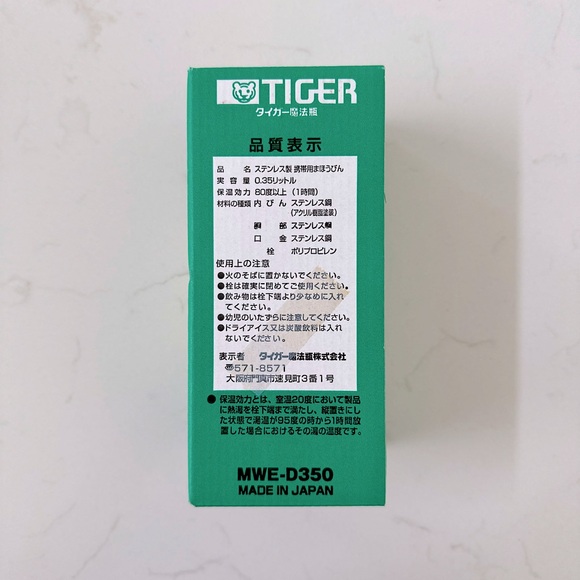 TIGER
タイガー魔法瓶
品質表示
品 名 ステンレス製 携帯用まほうびん
実 容 量 0.35リットル
保温効力 80度以上 (1時間)
材料の種類 内びん ステンレス鋼
(アクリル樹脂塗装)
胴 部 ステンレス鋼
口 金 ステンレス鋼
栓 ポリプロピレン
使用上の注意
●火のそばに置かないでください。
●栓は確実に閉めてご使用ください。
●飲み物は栓下端より少なめに入れ
てください。
●幼児のいたずらに注意してください。
●ドライアイス又は炭酸飲料は入れ
ないでください。
表示者 タイガー魔法瓶株式会社
〠571-8571
大阪府門真市速見町3番1号
●保温効力とは、室温20度において製品
に熱湯を栓下端まで満たし、縦置きにし
た状態で湯温が95度の時から1時間放
置した場合におけるその湯の温度です。
MWE-D350
MADE IN JAPAN